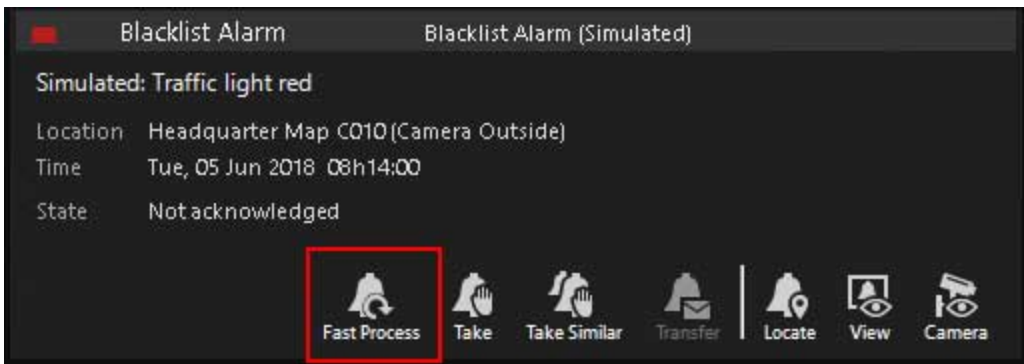 Blacklist Alarm Blacklist Alarm (Simulated)
Simulated: Traffic light red
Location Headquarter Map C010 (Camera Outside)
Time Tue, 05 Jun 2018 08h14:00
State Not acknowledged
Fast Process Take Take Similar Transfer Locate View Camera